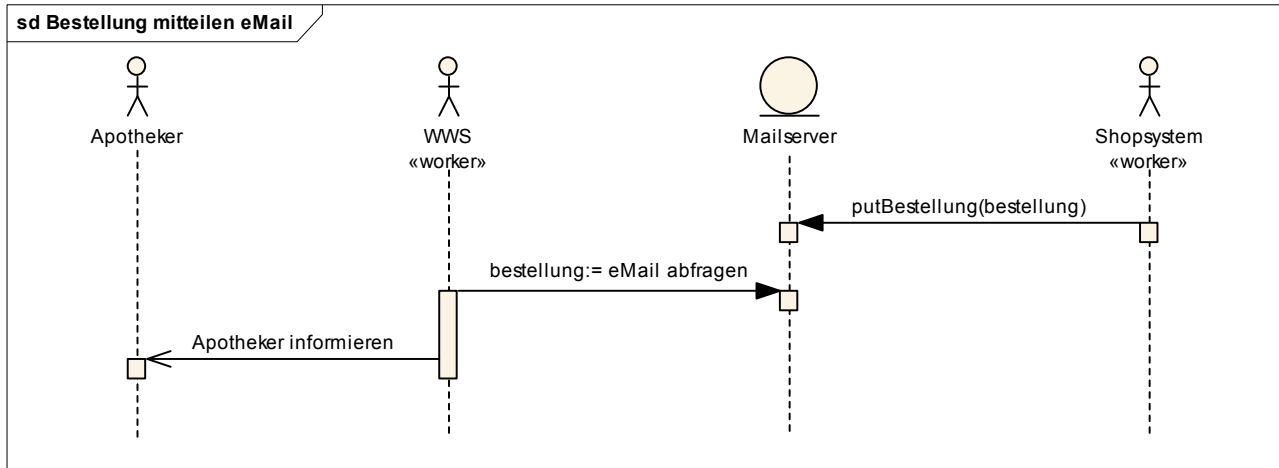 sd Bestellung mitteilen eMail
Apotheker
WWS
«worker»
Mailserver
Shopsystem
«worker»
putBestellung(bestellung)
bestellung:= eMail abfragen
Apotheker informieren